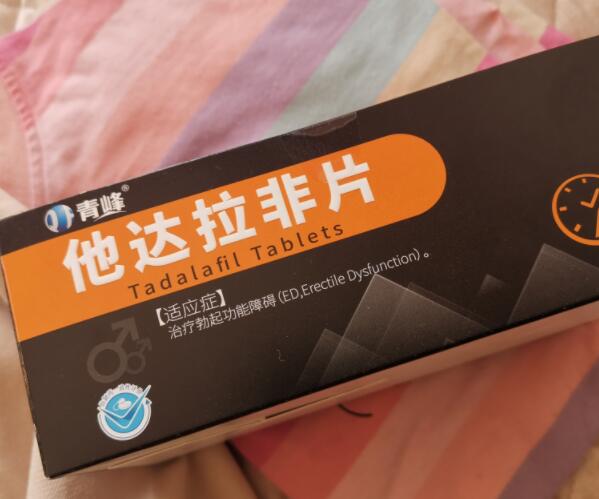 青峰®
他达拉非片
Tadalafil Tablets
【适应症】
治疗勃起功能障碍(ED,Erectile Dysfunction)。